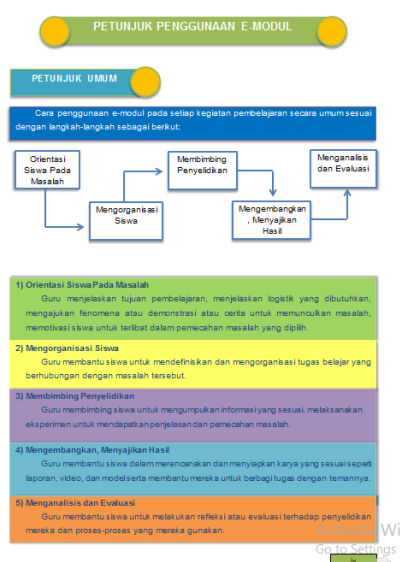 PETUNJUK PENGGUNAAN E-MODUL
PETUNJUK UMUM
Cara penggunaan e-modul pada setiap kegiatan pembelajaran secara umum sesuai
dengan langkah-langkah sebagai berikut:
Orientasi
Siswa Pada
Masalah
Mengorganisasi
Siswa
Membimbing
Penyelidikan
Mengembangkan
, Menyajikan
Hasil
Menganalisis
dan Evaluasi
1) Orientasi Siswa Pada Masalah
Guru menjelaskan tujuan pembelajaran, menjelaskan logistik yang dibutuhkan,
mengajukan fenomena atau demonstrasi atau cerita untuk memunculkan masalah,
memotivasi siswa untuk terlibat dalam pemecahan masalah yang dipilih.
2) Mengorganisasi Siswa
Guru membantu siswa untuk mendefinisikan dan mengorganisasi tugas belajar yang
berhubungan dengan masalah tersebut.
3) Membimbing Penyelidikan
Guru membimbing siswa untuk mengumpulkan informasi yang sesuai, melaksanakan
eksperimen untuk mendapatkan penjelasan dan pemecahan masalah.
4) Mengembangkan, Menyajikan Hasil
Guru membantu siswa dalam merencanakan dan menyiapkan karya yang sesuai seperti
laporan, video, dan model serta membantu mereka untuk berbagi tugas dengan temannya.
5) Menganalisis dan Evaluasi
Guru membantu siswa untuk melakukan refleksi atau evaluasi terhadap penyelidikan
mereka dan proses-proses yang mereka gunakan.
Go to Settings